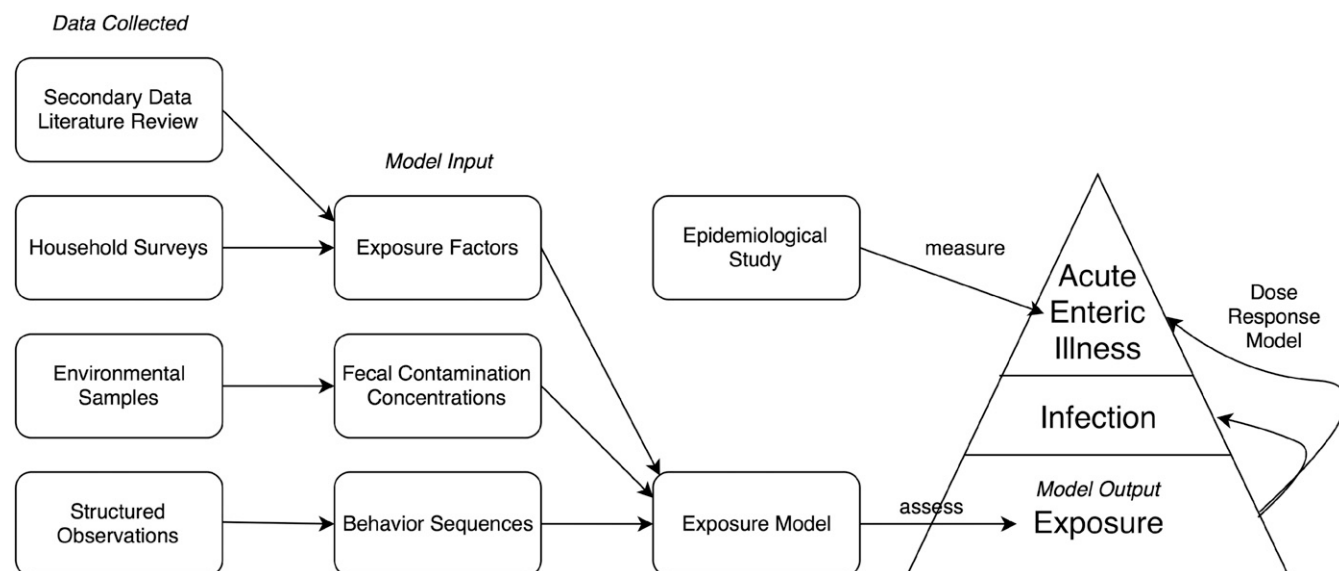 Data Collected
Secondary Data
Literature Review
Model Input
Household Surveys
Exposure Factors
Epidemiological
Study
measure
Acute
Enteric
Illness
Dose
Response
Model
Environmental
Samples
Fecal Contamination
Concentrations
Infection
Structured
Observations
Behavior Sequences
Exposure Model
assess
Model Output
Exposure